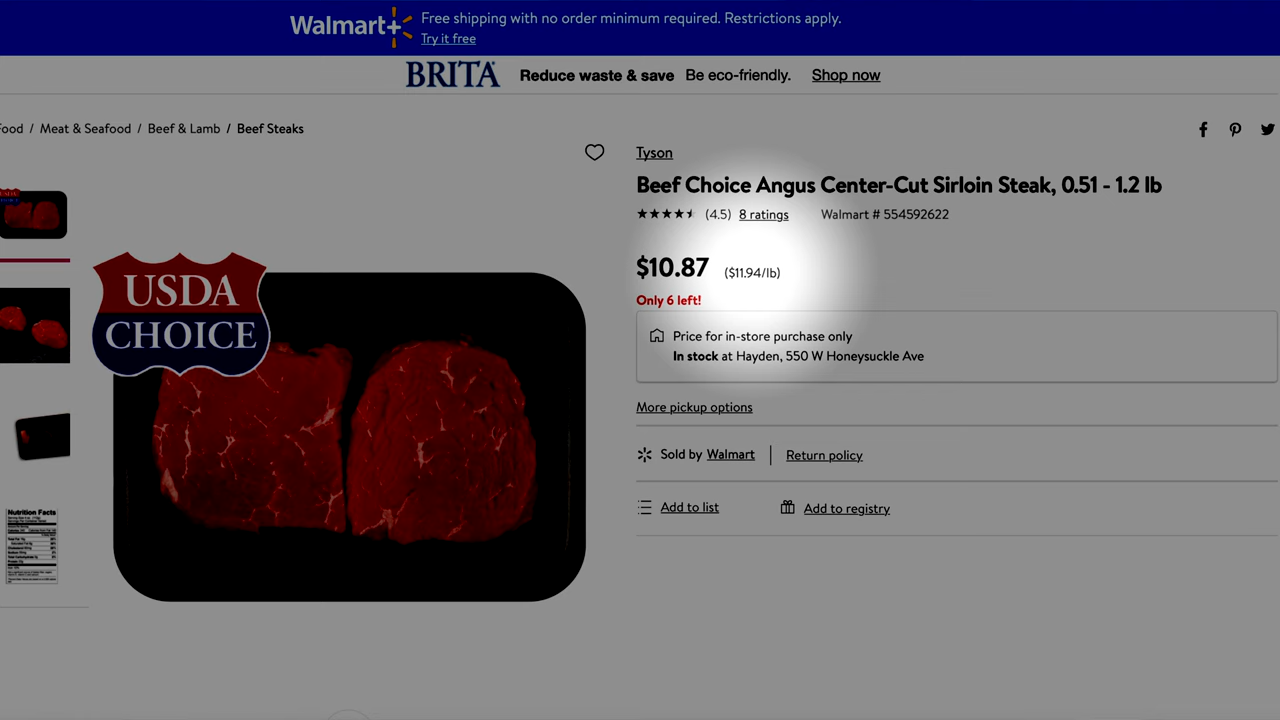 Walmart+
Free shipping with no order minimum required. Restrictions apply.
Try it free
BRITA Reduce waste & save Be eco-friendly. Shop now
Food / Meat & Seafood / Beef & Lamb / Beef Steaks
Tyson
Beef Choice Angus Center-Cut Sirloin Steak, 0.51 - 1.2 lb
(4.5) 8 ratings Walmart # 554592622
$10.87 ($11.94/lb)
Only 6 left!
Price for in-store purchase only
In stock at Hayden, 550 W Honeysuckle Ave
More pickup options
Sold by Walmart Return policy
Add to list Add to registry
USDA
CHOICE
USDA
Nutrition Facts